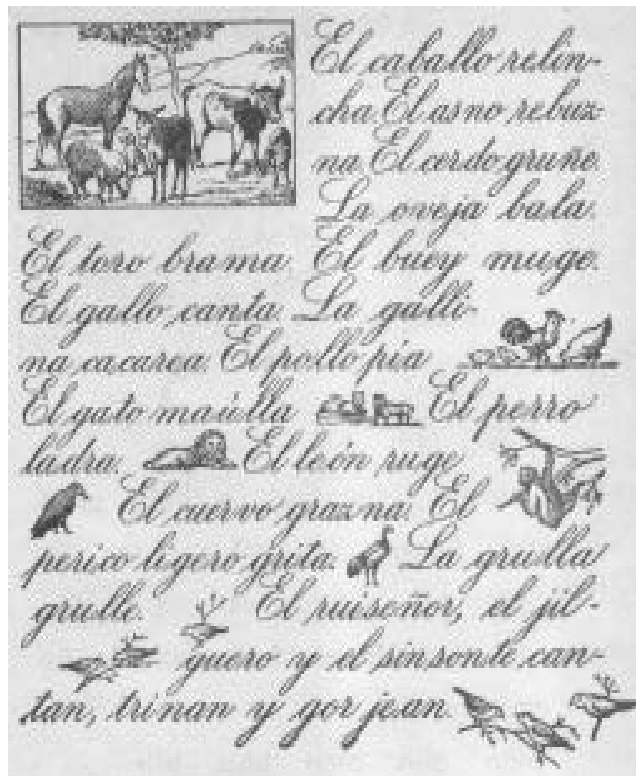 El caballo relin-
cha. El asno rebuz-
na. El cerdo gruñe.
La oveja bala.
El toro brama. El buey muge.
El gallo canta. La galli-
na cacarea. El pollo pía
El gato maúlla El perro
ladra. El león ruge
El cuervo grazna. El
perico ligero grita. La grulla
grulle. El ruiseñor, el jil-
guero y el sinsonte can-
tan, trinan y gorjean.